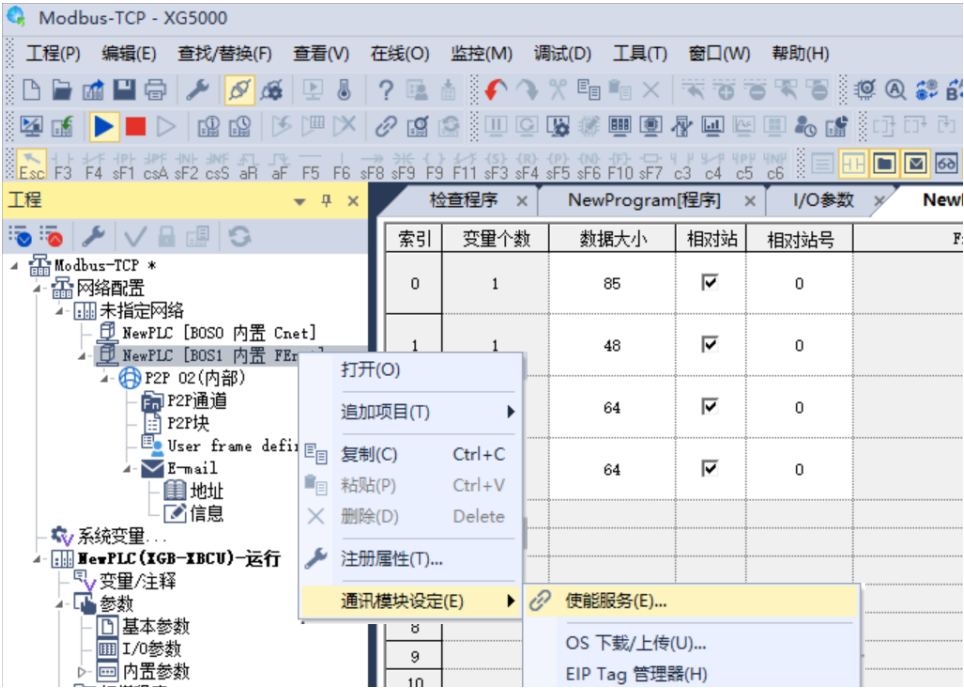 Modbus-TCP - XG5000
工程(P) 编辑(E) 查找/替换(F) 查看(V) 在线(O) 监控(M) 调试(D) 工具(T) 窗口(W) 帮助(H)
Esc F3 F4 sF1 csA sF2 csS aR aF F5 F6 sF8 sF9 F9 F11 sF3 sF4 sF5 sF6 F10 sF7 c3 c4 c5 c6
工程
检查程序 NewProgram[程序] I/O参数
索引 变量个数 数据大小 相对站 相对站号
0 1 85 0
1 1 48 0
64 0
64 0
8
9
10
Modbus-TCP *
网络配置
未指定网络
NewPLC [B0S0 内置 Cnet]
NewPLC [B0S1 内置 FEnet]
P2P 02(内部)
P2P通道
P2P块
User frame defi
E-mail
地址
信息
系统变量...
NewPLC(XGB-XBCU)-运行
变量/注释
参数
基本参数
I/O参数
内置参数
打开(O)
追加项目(T)
复制(C) Ctrl+C
粘贴(P) Ctrl+V
删除(D) Delete
注册属性(T)...
通讯模块设定(E)
使能服务(E)...
OS 下载/上传(U)...
EIP Tag 管理器(H)